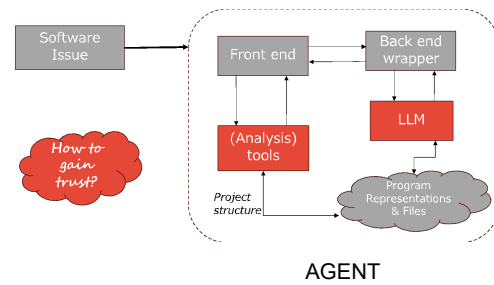 Software
Issue
Front end
Back end
wrapper
How to
gain
trust?
(Analysis)
tools
LLM
Project
structure
Program
Representations
& Files
AGENT